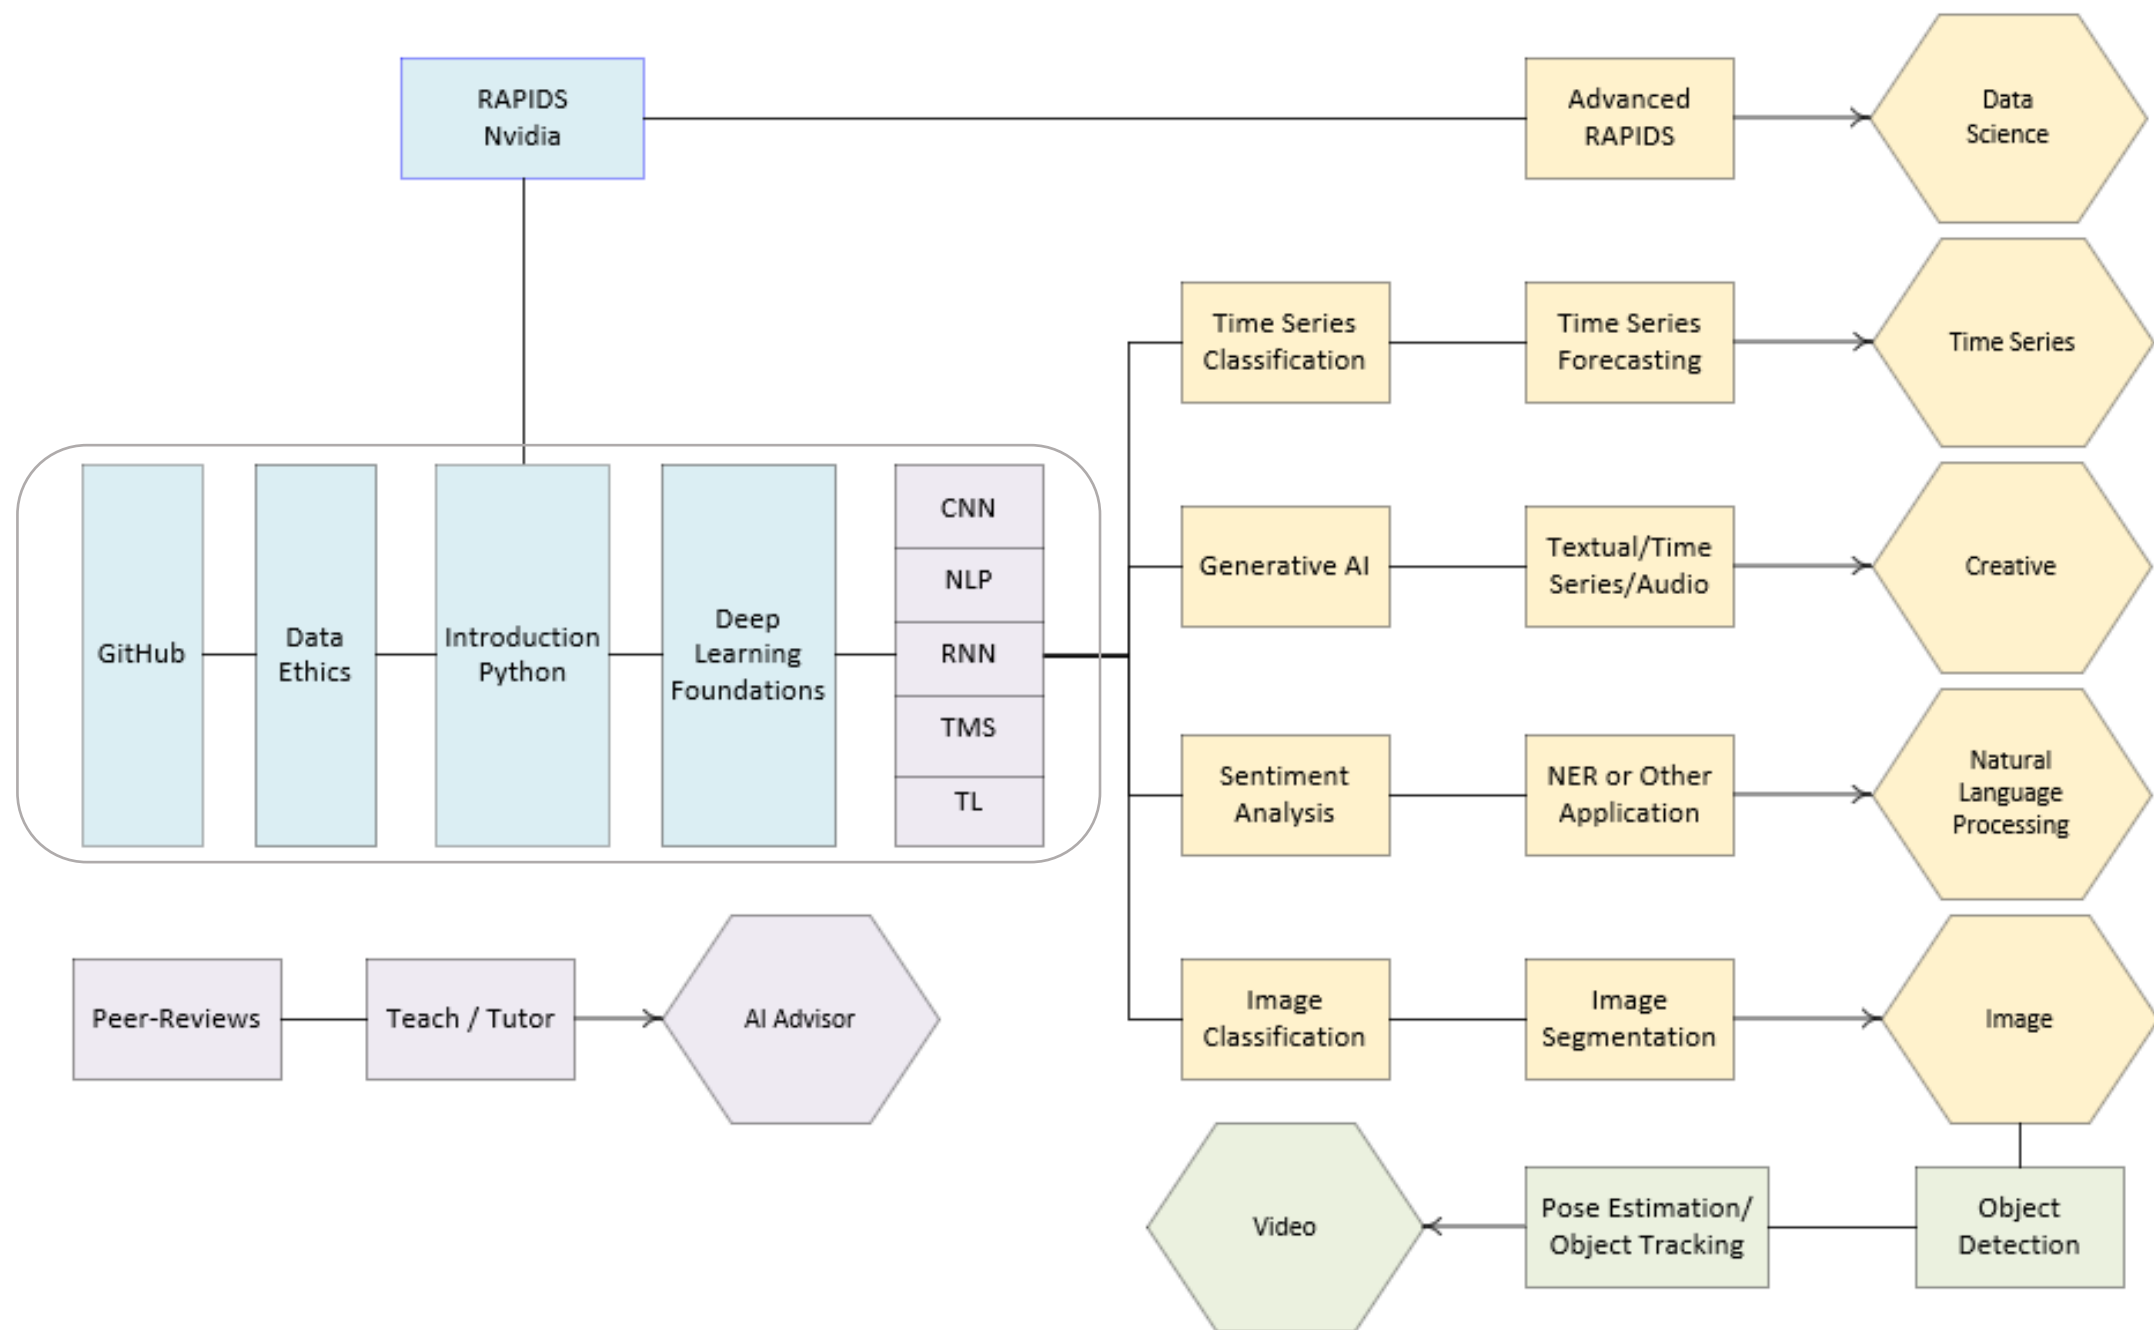 RAPIDS
Nvidia
Advanced
RAPIDS
Data
Science
Time Series
Classification
Time Series
Forecasting
Time Series
GitHub
Data
Ethics
Introduction
Python
Deep
Learning
Foundations
CNN
NLP
RNN
TMS
TL
Generative AI
Textual/Time
Series/Audio
Creative
Sentiment
Analysis
NER or Other
Application
Natural
Language
Processing
Peer-Reviews
Teach / Tutor
AI Advisor
Image
Classification
Image
Segmentation
Image
Video
Pose Estimation/
Object Tracking
Object
Detection